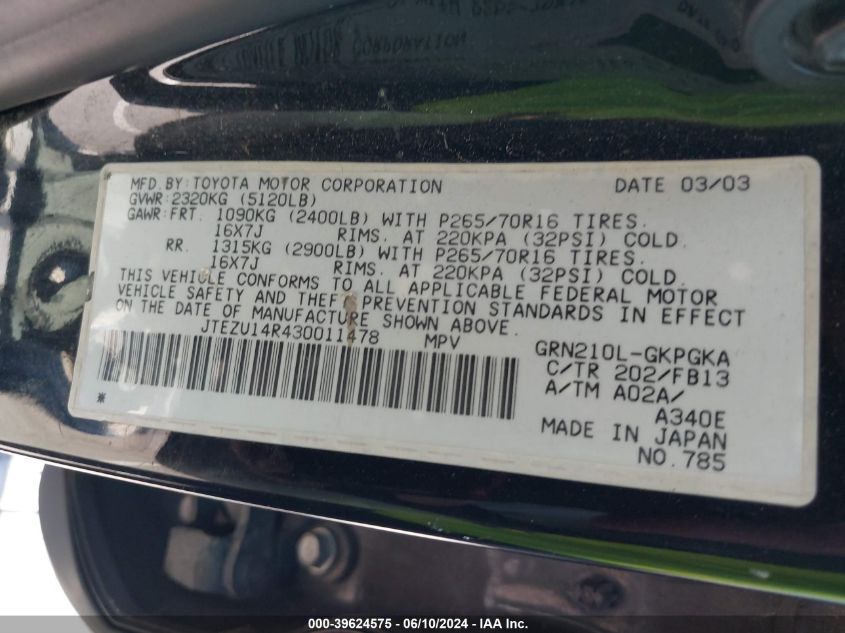 MFD. BY: TOYOTA MOTOR CORPORATION DATE 03/03
GVWR: 2320KG (5120LB)
GAWR: FRT. 1090KG (2400LB) WITH P265/70R16 TIRES.
16X7J RIMS. AT 220KPA (32PSI) COLD.
RR. 1315KG (2900LB) WITH P265/70R16 TIRES.
16X7J RIMS. AT 220KPA (32PSI) COLD.
THIS VEHICLE CONFORMS TO ALL APPLICABLE FEDERAL MOTOR
VEHICLE SAFETY AND THEFT PREVENTION STANDARDS IN EFFECT
ON THE DATE OF MANUFACTURE SHOWN ABOVE.
JTEZU14R430011478 MPV GRN210L-GKPGKA
C/TR 202/FB13
A/TM A02A/
A340E
* MADE IN JAPAN
NO. 785
000-39624575 - 06/10/2024 - IAAI.com.